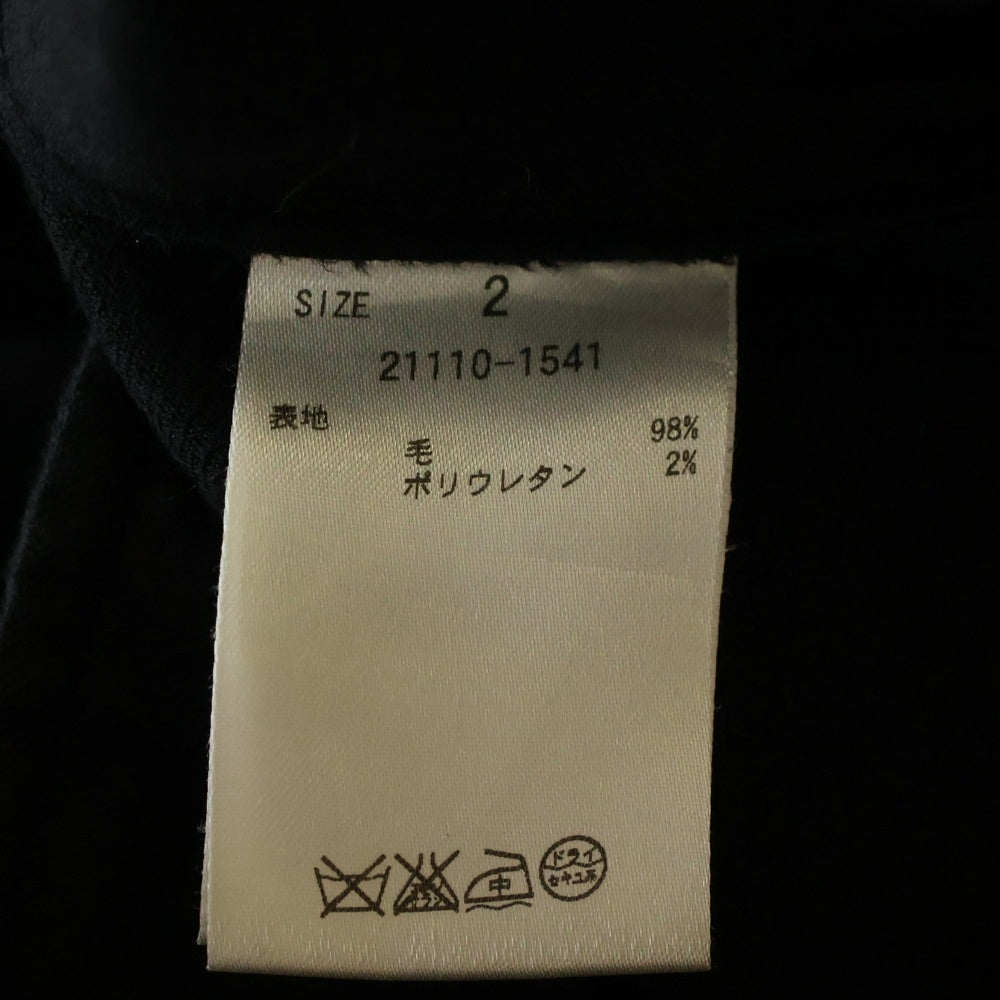 SIZE 2
21110-1541
表地
毛 98%
ポリウレタン 2%
中
ドライ
セキユ系